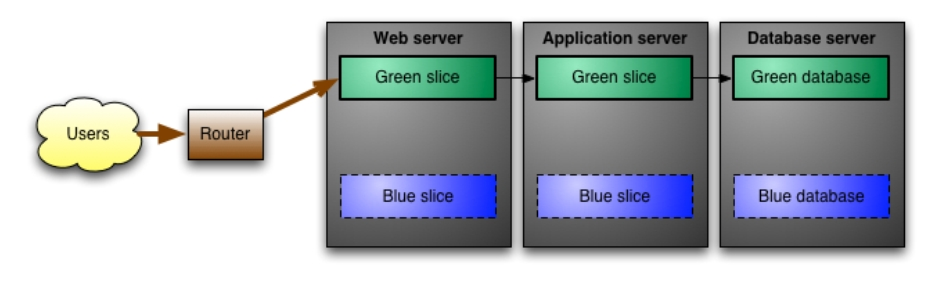 Web server
Application server
Database server
Green slice
Green slice
Green database
Users
Router
Blue slice
Blue slice
Blue database